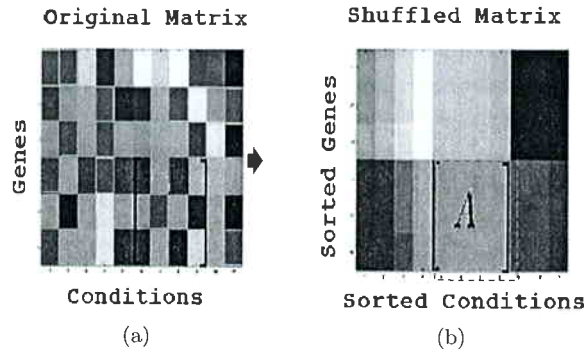 Original Matrix
Shuffled Matrix
Genes
Sorted Genes
A
Conditions
Sorted Conditions
(a)
(b)